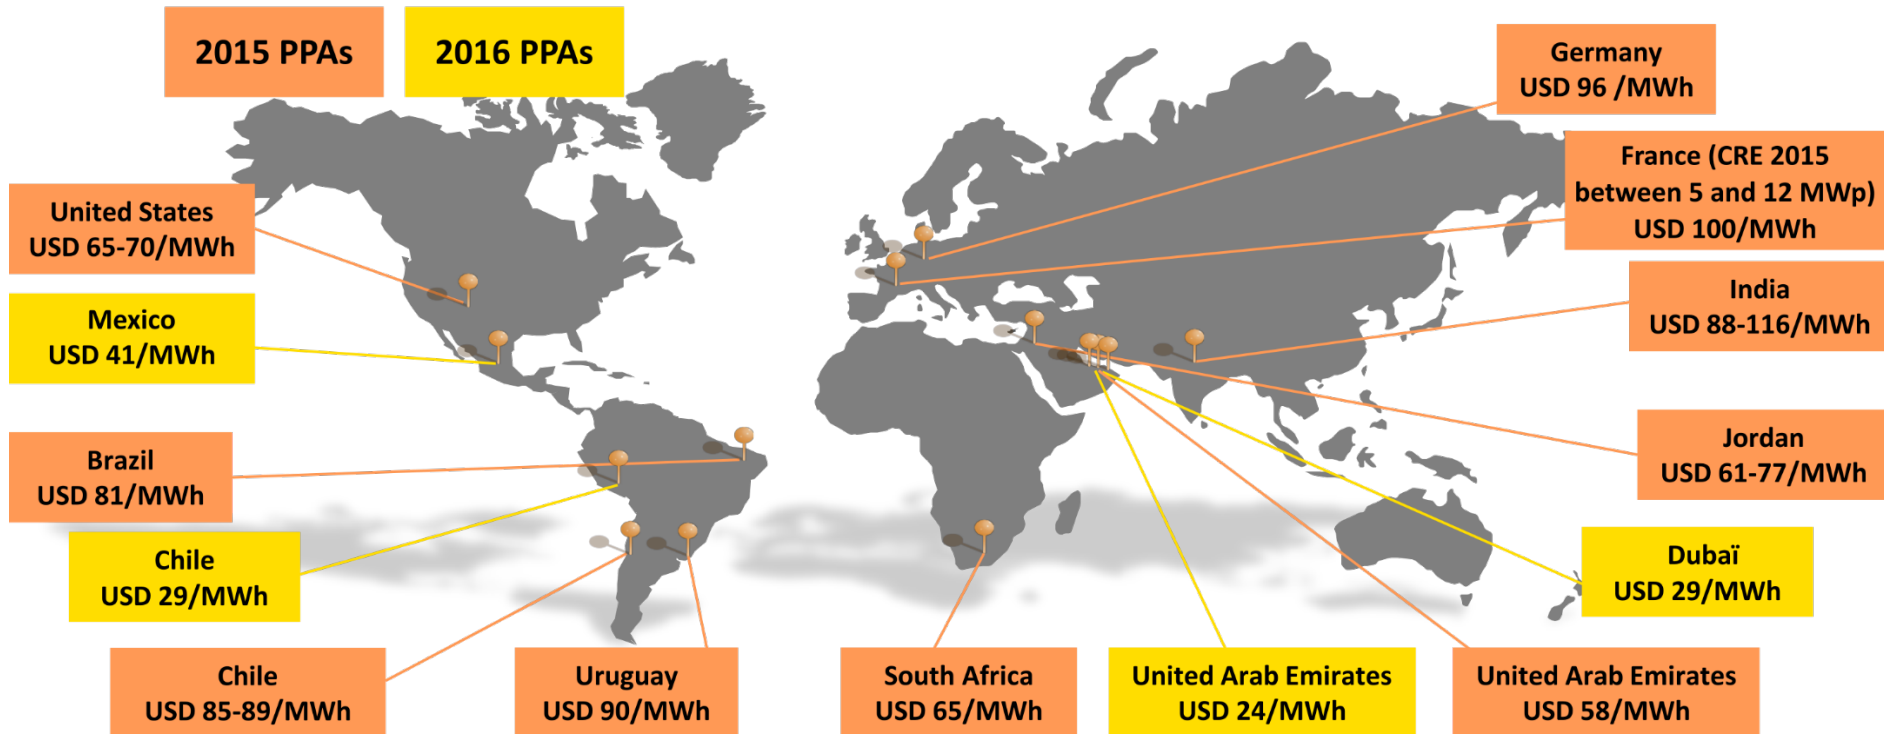 2015 PPAs
2016 PPAs
Germany
USD 96 /MWh
France (CRE 2015
between 5 and 12 MWp)
USD 100/MWh
United States
USD 65-70/MWh
India
USD 88-116/MWh
Mexico
USD 41/MWh
Jordan
USD 61-77/MWh
Brazil
USD 81/MWh
Chile
USD 29/MWh
Dubaï
USD 29/MWh
Chile
USD 85-89/MWh
Uruguay
USD 90/MWh
South Africa
USD 65/MWh
United Arab Emirates
USD 24/MWh
United Arab Emirates
USD 58/MWh